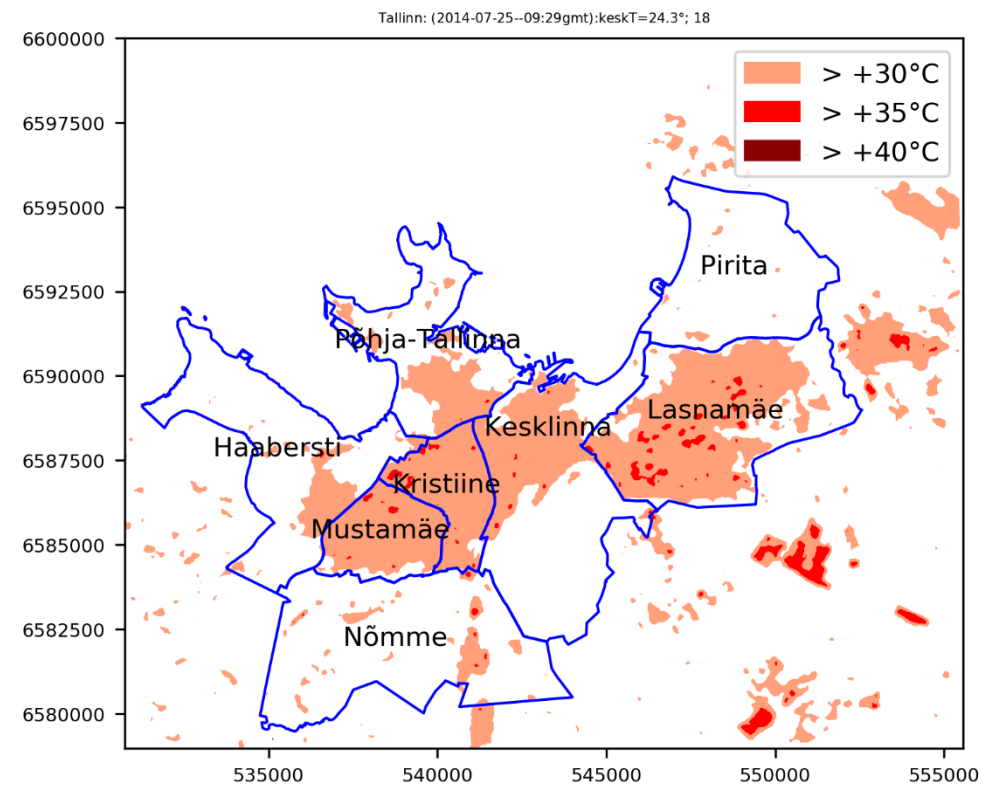 Tallinn: (2014-07-25--09:29gmt):keskT=24.3°; 18
6600000
> +30°C
> +35°C
> +40°C
6597500
6595000
Pirita
6592500
Põhja-Tallinna
6590000
Lasnamäe
Kesklinna
Haabersti
6587500
Kristiine
Mustamäe
6585000
6582500
Nõmme
6580000
535000 540000 545000 550000 555000